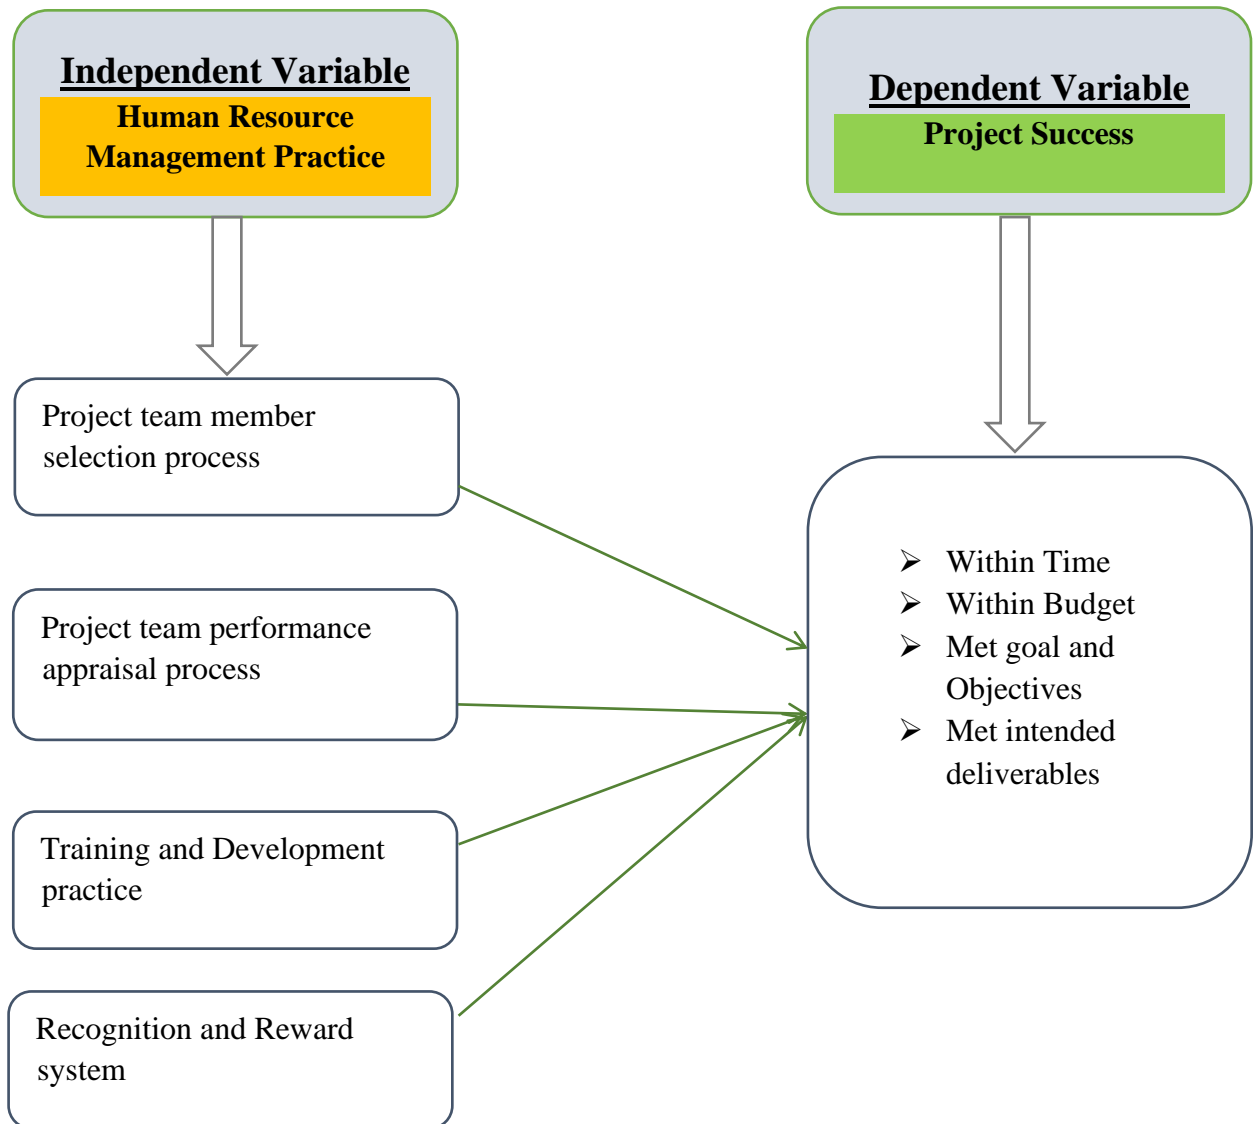 Independent Variable
Human Resource
Management Practice
Dependent Variable
Project Success
Project team member
selection process
Project team performance
appraisal process
Training and Development
practice
Recognition and Reward
system
➢ Within Time
➢ Within Budget
➢ Met goal and
Objectives
➢ Met intended
deliverables